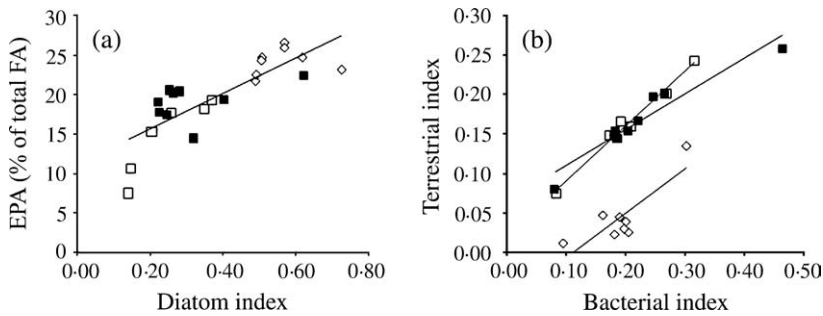 (a)
EPA (% of total FA)
30
25
20
15
10
5
0
0·00 0·20 0·40 0·60 0·80
Diatom index
(b)
Terrestrial index
0·30
0·25
0·20
0·15
0·10
0·05
0·00
0·00 0·10 0·20 0·30 0·40 0·50
Bacterial index